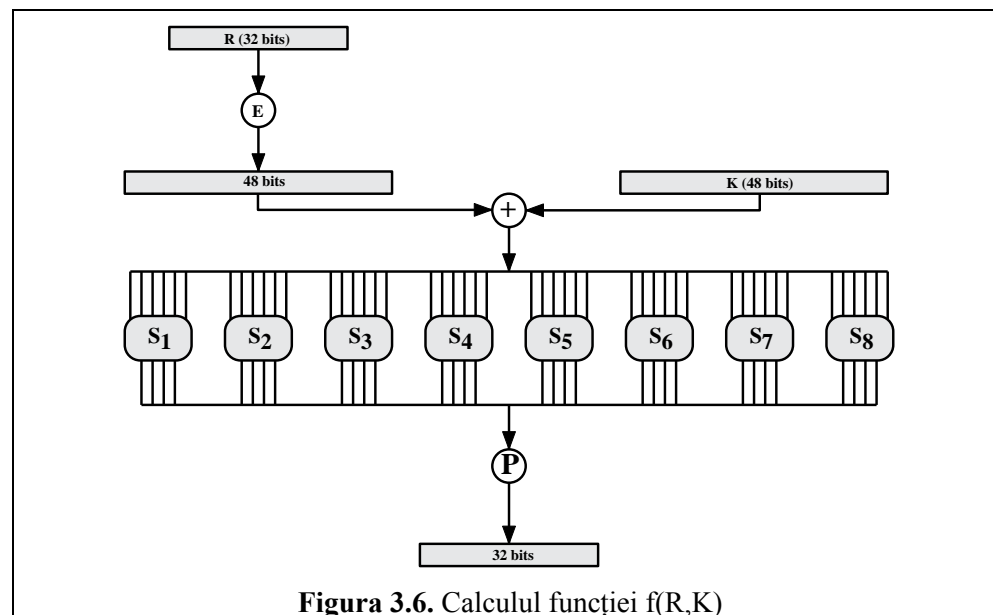 R (32 bits)
E
48 bits
K (48 bits)
+
S1 S2 S3 S4 S5 S6 S7 S8
P
32 bits
Figura 3.6. Calculul funcției f(R,K)